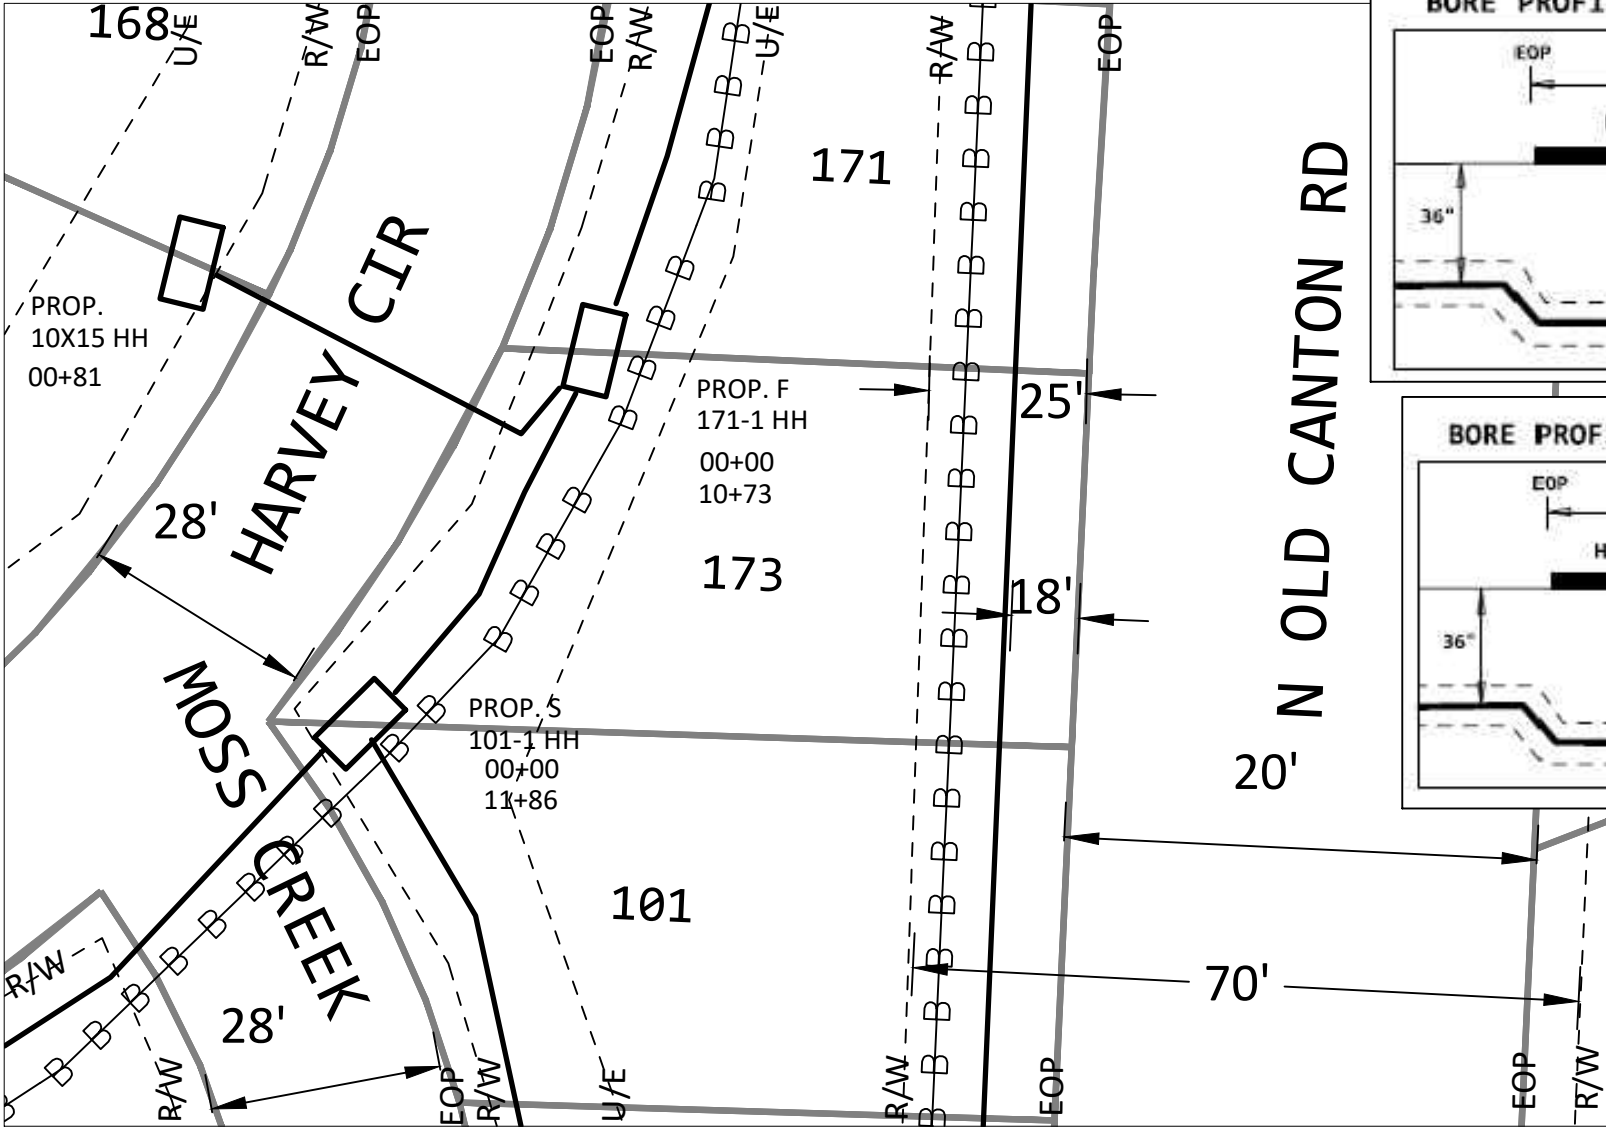 168
U/E
R/W
EOP
EOP
R/W
U/E
R/W
EOP
BORE PROFI
EOP
36"
171
HARVEY CIR
N OLD CANTON RD
PROP.
10X15 HH
00+81
PROP. F
171-1 HH
00+00
10+73
25'
BORE PROF
EOP
H
36"
28'
173
18'
MOSS CREEK
PROP. S
101-1 HH
00+00
11+86
20'
101
R/W
70'
28'
R/W
EOP
R/W
U/E
R/W
EOP
EOP
R/W
B B B B B B B B B B B B B B B B B B B B B B B B
B B B B B B B B B B B B B B B B B B B B B B